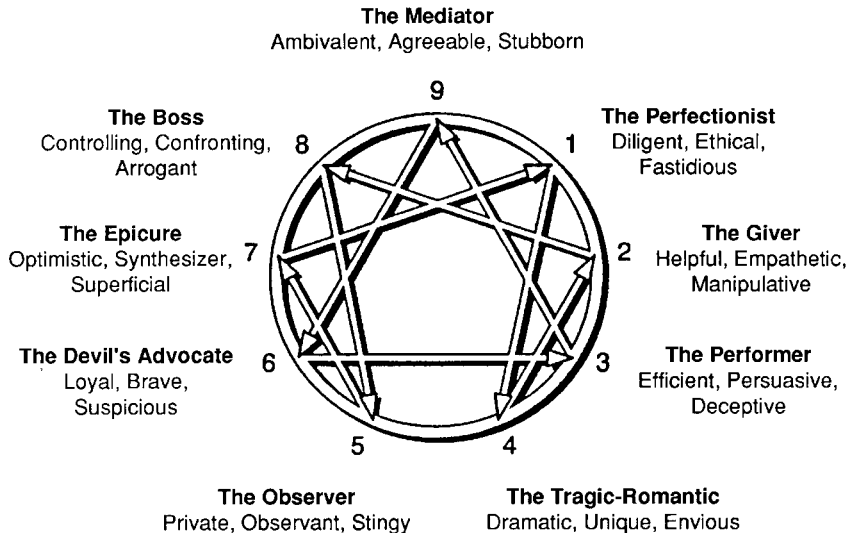 The Mediator
Ambivalent, Agreeable, Stubborn
9
The Boss
Controlling, Confronting,
Arrogant
8
1
The Perfectionist
Diligent, Ethical,
Fastidious
The Epicure
Optimistic, Synthesizer,
Superficial
7
2
The Giver
Helpful, Empathetic,
Manipulative
The Devil's Advocate
Loyal, Brave,
Suspicious
6
3
The Performer
Efficient, Persuasive,
Deceptive
5
4
The Observer
Private, Observant, Stingy
The Tragic-Romantic
Dramatic, Unique, Envious